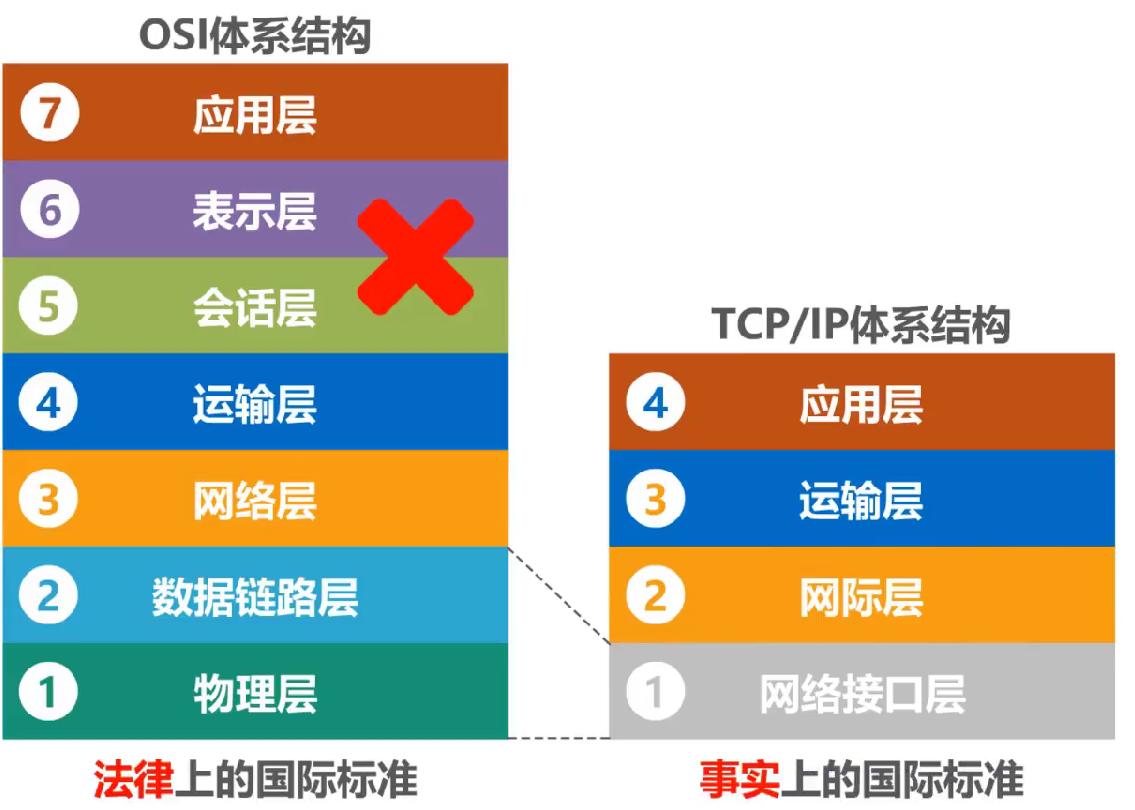 OSI体系结构
7 应用层
6 表示层
5 会话层
4 运输层
3 网络层
2 数据链路层
1 物理层
法律上的国际标准
TCP/IP体系结构
4 应用层
3 运输层
2 网际层
1 网络接口层
事实上的国际标准